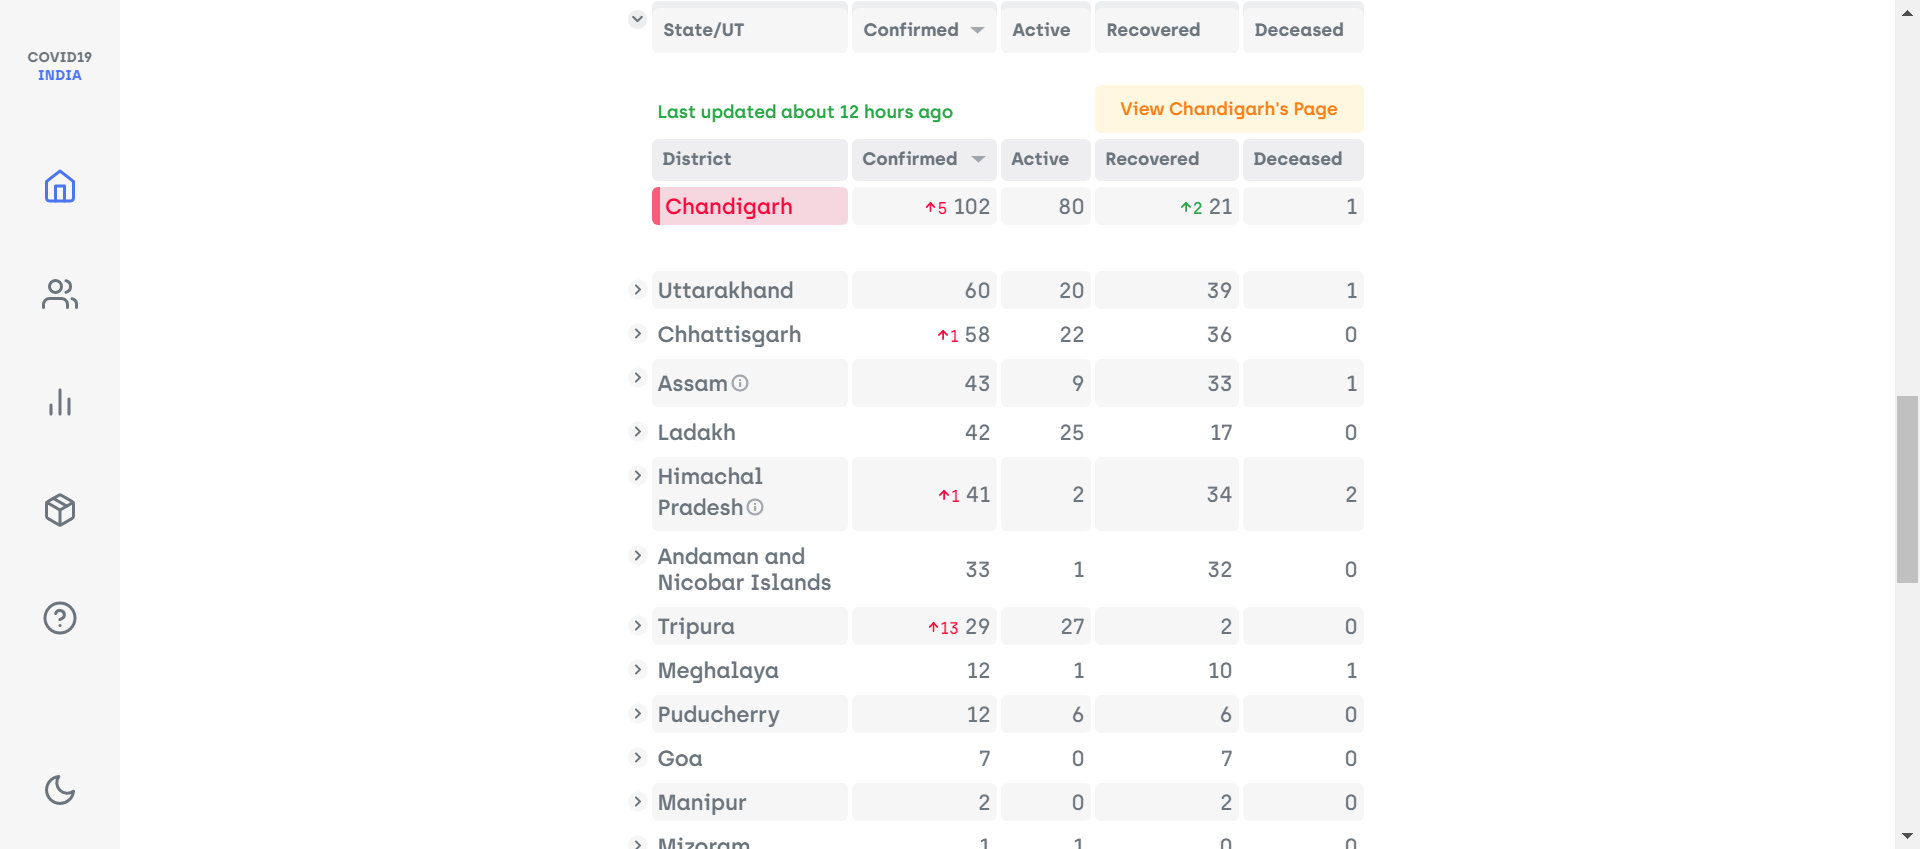 COVID19
INDIA
State/UT Confirmed Active Recovered Deceased
Last updated about 12 hours ago View Chandigarh's Page
District Confirmed Active Recovered Deceased
Chandigarh ↑5 102 80 ↑2 21 1
Uttarakhand 60 20 39 1
Chhattisgarh ↑1 58 22 36 0
Assam 43 9 33 1
Ladakh 42 25 17 0
Himachal
Pradesh ↑1 41 2 34 2
Andaman and
Nicobar Islands 33 1 32 0
Tripura ↑13 29 27 2 0
Meghalaya 12 1 10 1
Puducherry 12 6 6 0
Goa 7 0 7 0
Manipur 2 0 2 0
Mizoram 1 1 0 0